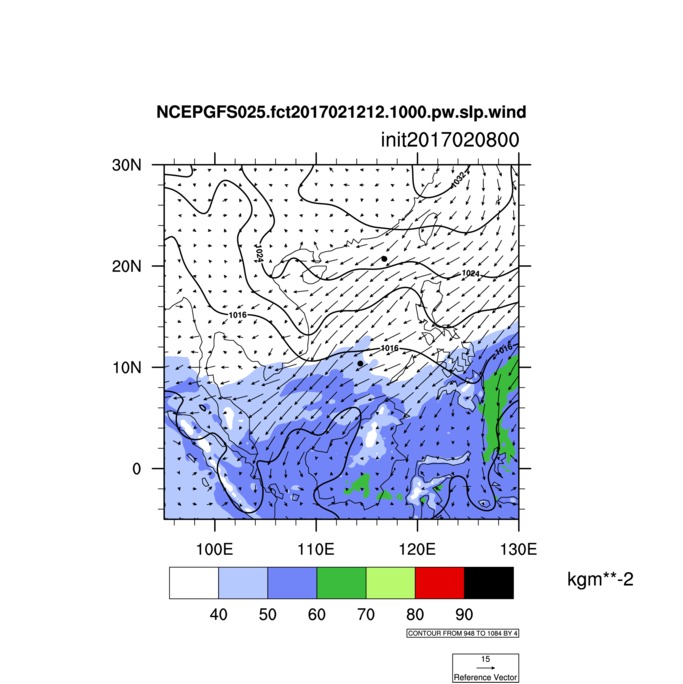 NCEPGFS025.fct2017021212.1000.pw.slp.wind
init2017020800
30N
20N
10N
0
1032
1024
1024
1016
1016
1016
0
100E
110E
120E
130E
40
50
60
70
80
90
kgm**-2
CONTOUR FROM 948 TO 1084 BY 4
15
Reference Vector